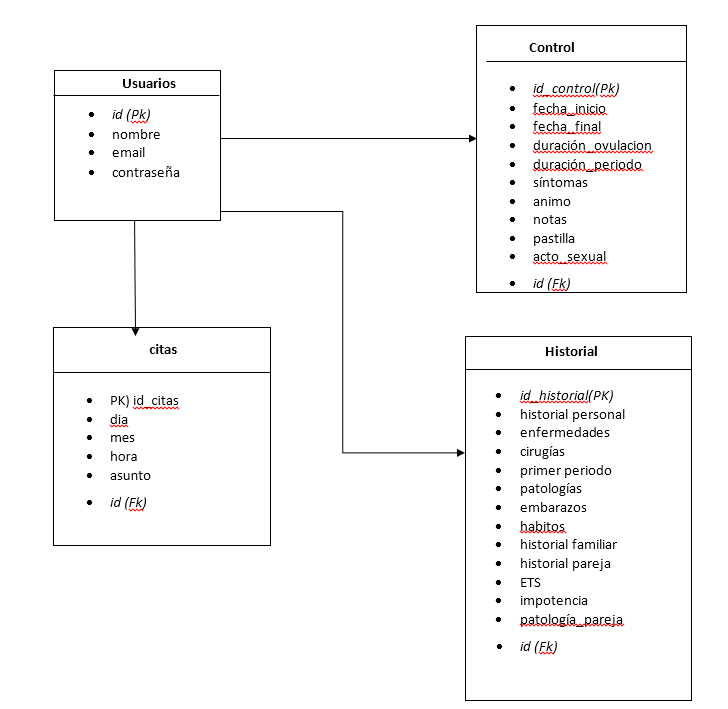 Usuarios
id (Pk)
nombre
email
contraseña
Control
id_control(Pk)
fecha_inicio
fecha_final
duración_ovulacion
duración_periodo
síntomas
animo
notas
pastilla
acto_sexual
id (Fk)
citas
PK) id_citas
dia
mes
hora
asunto
id (Fk)
Historial
id_historial(PK)
historial personal
enfermedades
cirugías
primer periodo
patologías
embarazos
habitos
historial familiar
historial pareja
ETS
impotencia
patología_pareja
id (Fk)